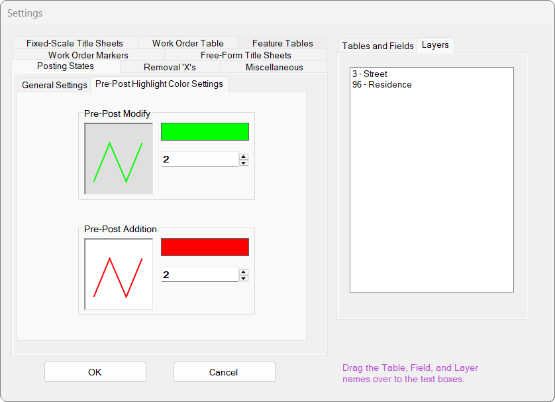 Settings
Fixed-Scale Title Sheets Work Order Table Feature Tables
Work Order Markers Free-Form Title Sheets
Posting States Removal 'X's Miscellaneous
General Settings Pre-Post Highlight Color Settings
Pre-Post Modify
2
Pre-Post Addition
2
OK Cancel
Tables and Fields Layers
3 - Street
96 - Residence
Drag the Table, Field, and Layer
names over to the text boxes.